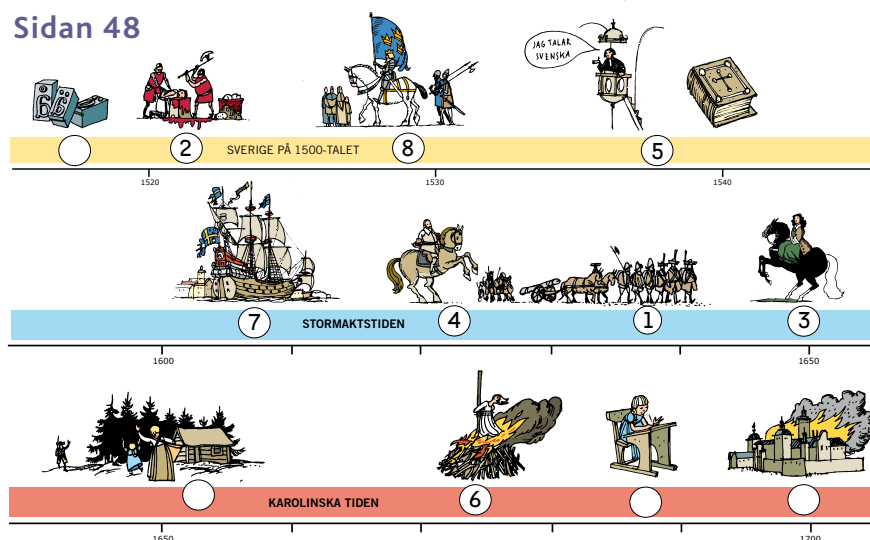 Sidan 48
JAG TALAR
SVENSKA
2
SVERIGE PÅ 1500-TALET
8
5
1520
1530
1540
7
STORMAKTSTIDEN
4
1
3
1600
1650
KAROLINSKA TIDEN
6
1650
1700